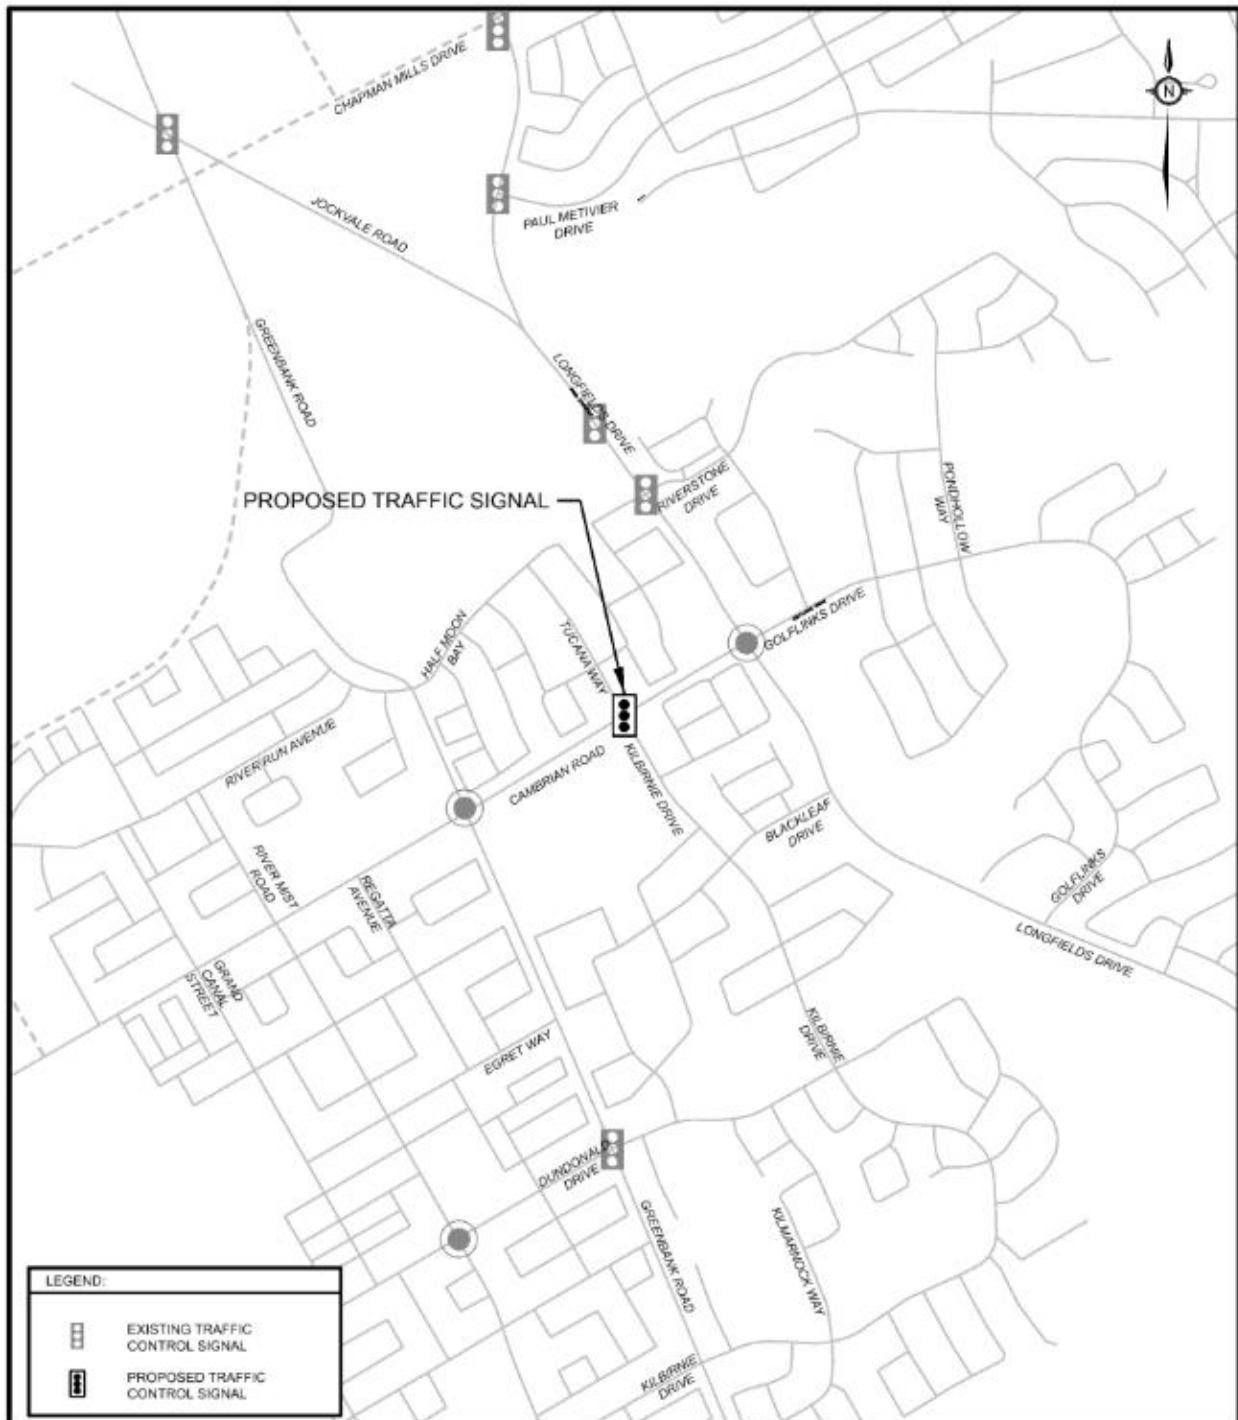 CHAPMAN MILLS DRIVE
N
JOCKVALE ROAD
PAUL METIVIER
DRIVE
GREENBANK ROAD
LONGFIELDS DRIVE
PROPOSED TRAFFIC SIGNAL
RIVERSTONE
DRIVE
PONDHOLLOW
WAY
HALF MOON
BAY
TUCANA WAY
GOLFLINKS DRIVE
RIVER RUN AVENUE
CAMBRIAN ROAD
KILBIRNIE DRIVE
BLACKLEAF
DRIVE
RIVER MIST
ROAD
REGATTA
AVENUE
GOLFLINKS
DRIVE
LONGFIELDS DRIVE
GRAND
CANAL
STREET
EGRET WAY
KILBIRNIE
DRIVE
DUNDONALD
DRIVE
GREENBANK ROAD
KILMARNOCK WAY
KILBIRNIE
DRIVE
LEGEND:
EXISTING TRAFFIC
CONTROL SIGNAL
PROPOSED TRAFFIC
CONTROL SIGNAL